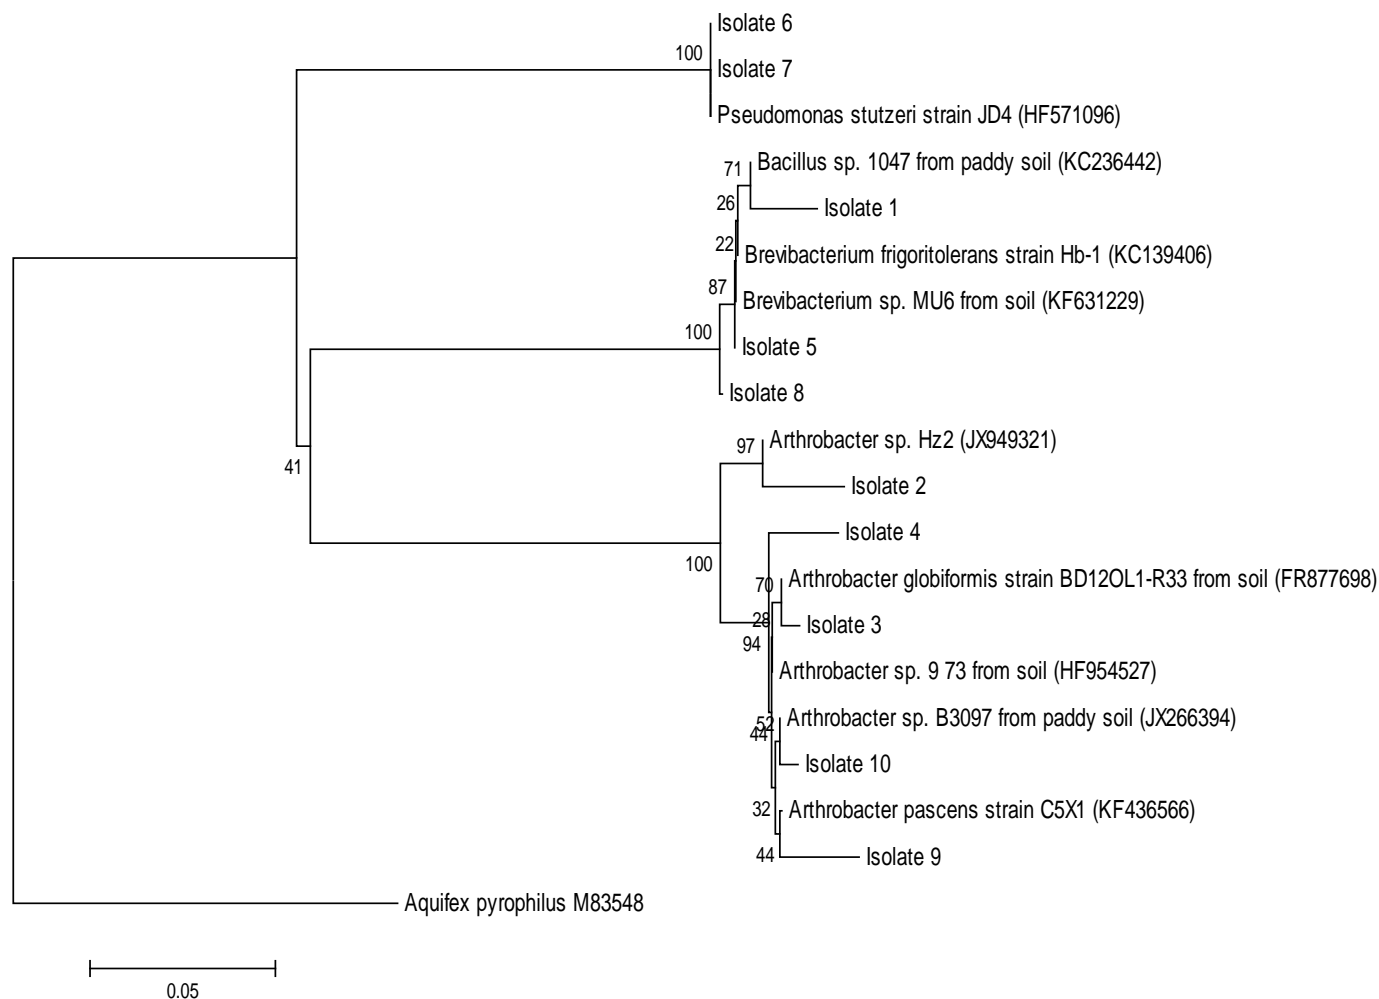 Isolate 6
100
Isolate 7
Pseudomonas stutzeri strain JD4 (HF571096)
71
Bacillus sp. 1047 from paddy soil (KC236442)
26
Isolate 1
22
Brevibacterium frigoritolerans strain Hb-1 (KC139406)
87
Brevibacterium sp. MU6 from soil (KF631229)
100
Isolate 5
Isolate 8
97
Arthrobacter sp. Hz2 (JX949321)
41
Isolate 2
Isolate 4
100
70
Arthrobacter globiformis strain BD12OL1-R33 from soil (FR877698)
28
Isolate 3
94
Arthrobacter sp. 9 73 from soil (HF954527)
52
Arthrobacter sp. B3097 from paddy soil (JX266394)
44
Isolate 10
32
Arthrobacter pascens strain C5X1 (KF436566)
44
Isolate 9
Aquifex pyrophilus M83548
0.05